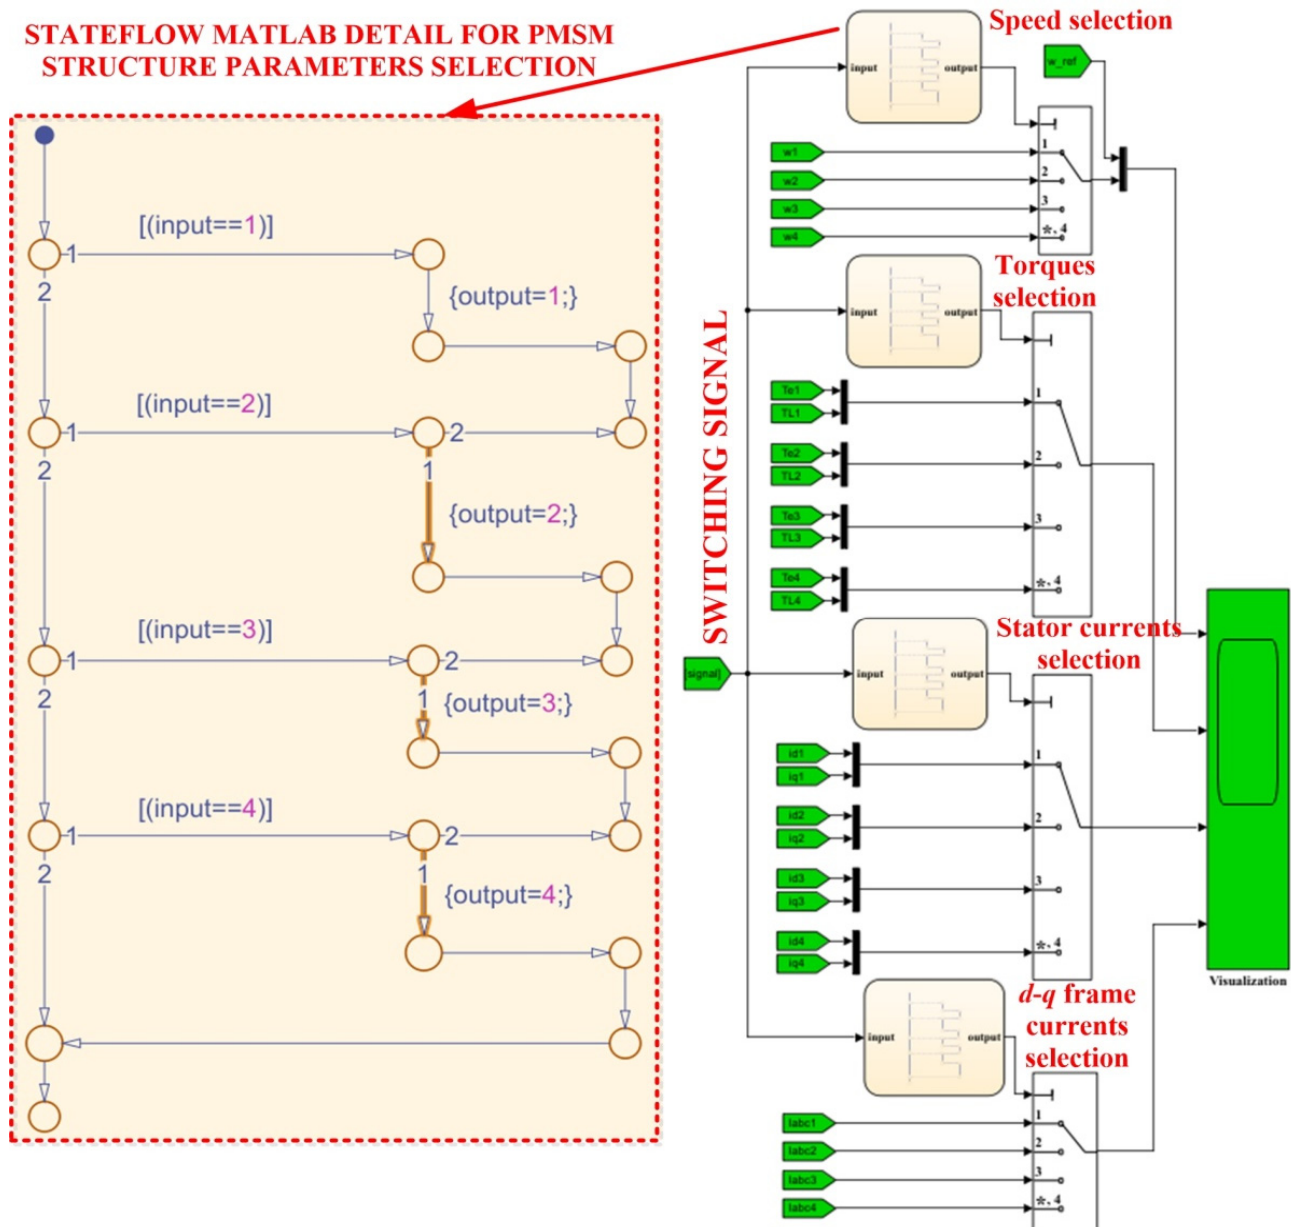 STATEFLOW MATLAB DETAIL FOR PMSM
STRUCTURE PARAMETERS SELECTION
[(input==1)]
1
2
{output=1;}
[(input==2)]
1
2
2
1
{output=2;}
[(input==3)]
1
2
2
1
{output=3;}
[(input==4)]
1
2
2
1
{output=4;}
SWITCHING SIGNAL
[signal]
Speed selection
input
output
w_ref
w1
w2
w3
w4
1
2
3
*, 4
Torques
selection
input
output
Te1
TL1
Te2
TL2
Te3
TL3
Te4
TL4
1
2
3
*, 4
Stator currents
selection
input
output
id1
iq1
id2
iq2
id3
iq3
id4
iq4
1
2
3
*, 4
d-q frame
currents
selection
input
output
Iabc1
Iabc2
Iabc3
Iabc4
1
2
3
*, 4
Visualization